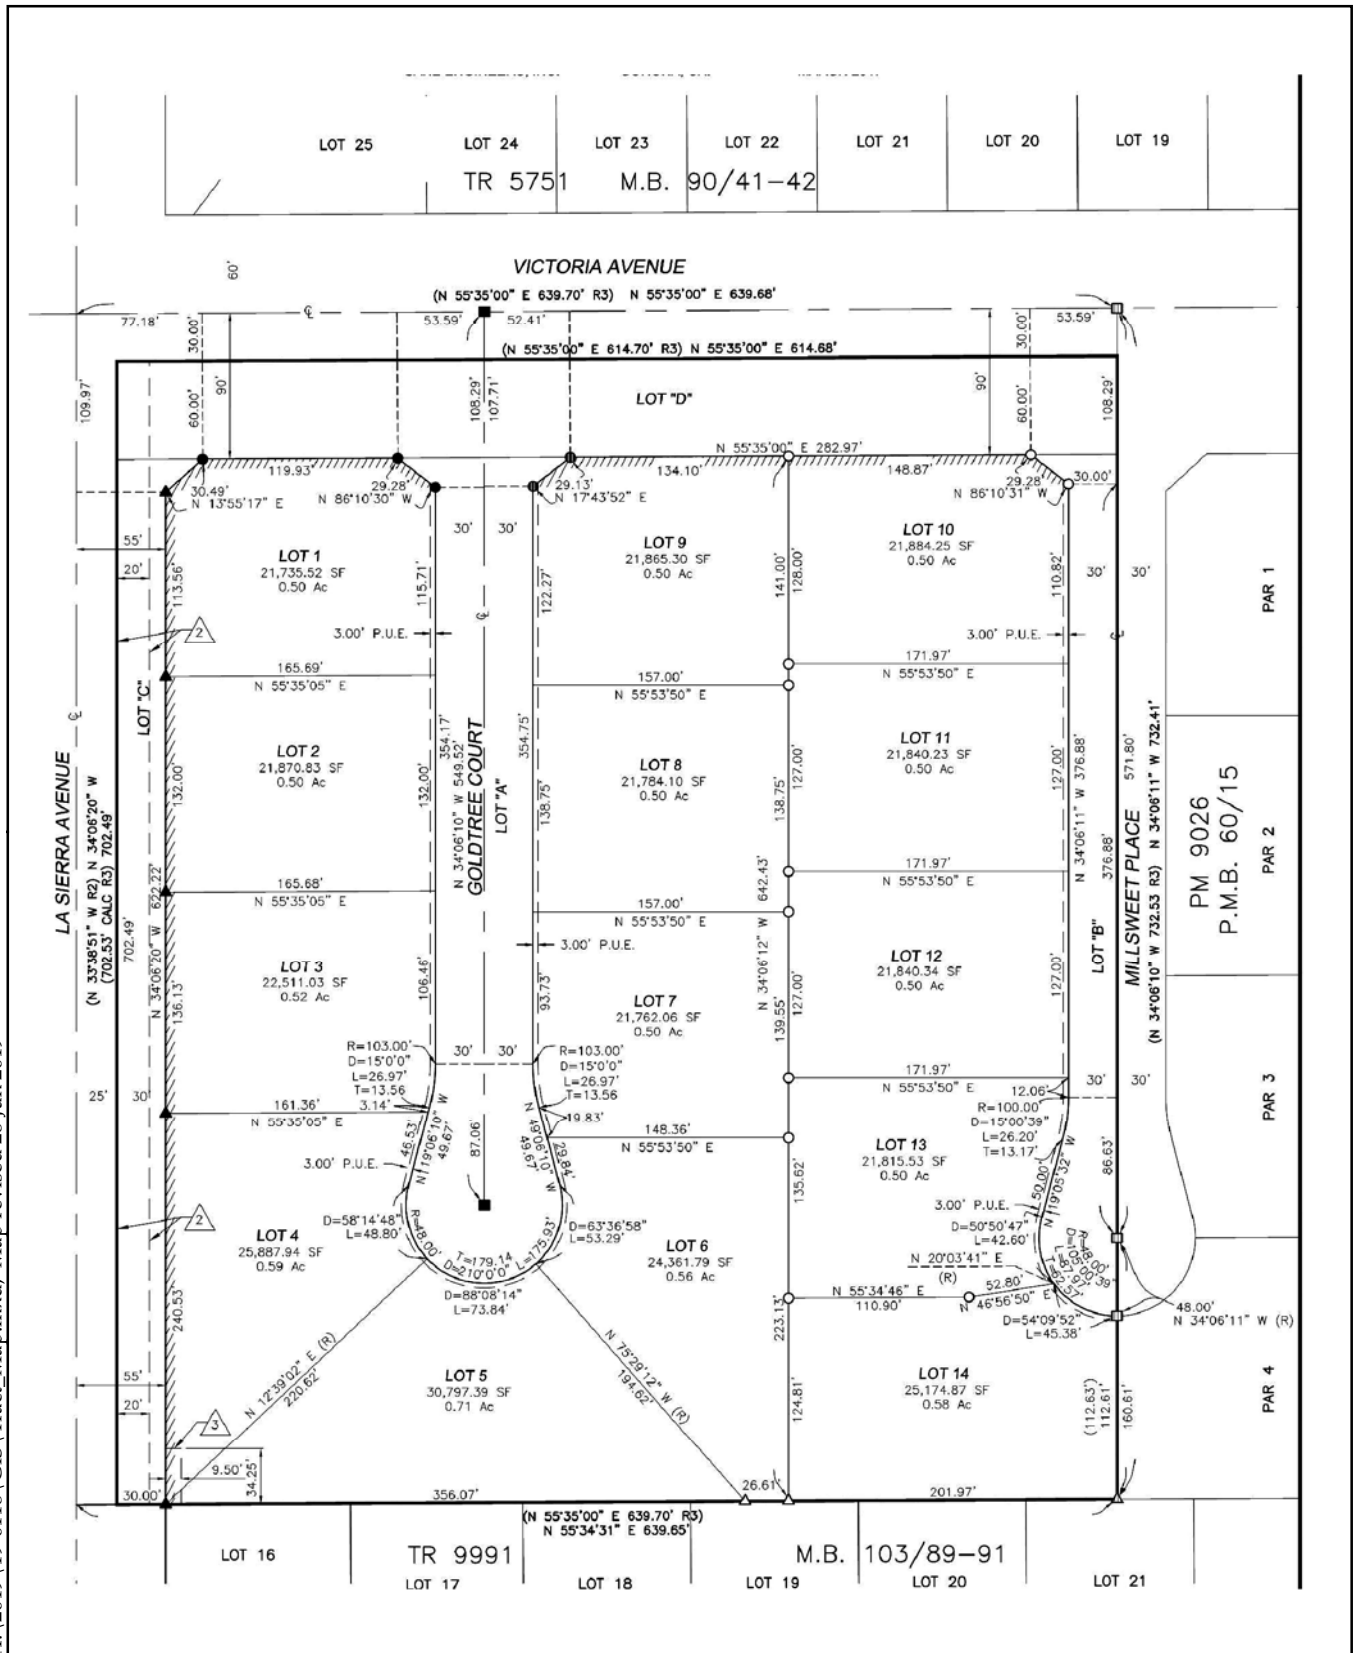 LOT 25
LOT 24
LOT 23
LOT 22
LOT 21
LOT 20
LOT 19
TR 5751
M.B. 90/41-42
60'
VICTORIA AVENUE
(N 55°35'00" E 639.70' R3) N 55°35'00" E 639.68'
77.18'
53.59'
52.41'
53.59'
(N 55°35'00" E 614.70' R3) N 55°35'00" E 614.68'
109.97'
30.00'
60.00'
90'
108.29'
107.71'
LOT "D"
90'
30.00'
60.00'
108.29'
N 55°35'00" E 282.97'
119.93'
134.10'
148.87'
30.49'
N 13°55'17" E
29.28'
N 86°10'30" W
29.13'
N 17°43'52" E
29.28'
N 86°10'31" W
30.00'
55'
20'
30' 30'
30' 30'
LOT 1
21,735.52 SF
0.50 Ac
LOT 9
21,865.30 SF
0.50 Ac
LOT 10
21,884.25 SF
0.50 Ac
113.56'
115.71'
122.27'
141.00'
128.00'
110.82'
PAR 1
2
3.00' P.U.E.
3.00' P.U.E.
165.69'
N 55°35'05" E
157.00'
N 55°53'50" E
171.97'
N 55°53'50" E
LOT "C"
LOT 2
21,870.83 SF
0.50 Ac
LOT 8
21,784.10 SF
0.50 Ac
LOT 11
21,840.23 SF
0.50 Ac
132.00'
132.00'
354.17'
N 34°06'10" W 549.52'
GOLDTREE COURT
LOT "A"
354.75'
138.75'
138.75'
127.00'
127.00'
N 34°06'11" W 376.88'
376.88'
571.80'
MILLSWEET PLACE
(N 34°06'10" W 732.53 R3) N 34°06'11" W 732.41'
PM 9026
P.M.B. 60/15
PAR 2
LA SIERRA AVENUE
(N 33°38'51" W R2) N 34°06'20" W
(702.53' CALC R3) 702.49'
702.49'
N 34°06'20" W 622.22'
165.68'
N 55°35'05" E
157.00'
N 55°53'50" E
171.97'
N 55°53'50" E
3.00' P.U.E.
LOT 3
22,511.03 SF
0.52 Ac
LOT 7
21,762.06 SF
0.50 Ac
LOT 12
21,840.34 SF
0.50 Ac
136.13'
106.46'
93.73'
N 34°06'12" W 642.43'
139.55'
127.00'
127.00'
LOT "B"
R=103.00'
D=15°0'0"
L=26.97'
T=13.56
30' 30'
R=103.00'
D=15°0'0"
L=26.97'
T=13.56
25'
30'
161.36'
3.14'
N 55°35'05" E
19.83'
148.36'
N 55°53'50" E
171.97'
N 55°53'50" E
12.06'
30' 30'
PAR 3
R=100.00'
D=15°00'39"
L=26.20'
T=13.17'
46.53'
N 19°06'10" W
49.67'
87.06'
N 49°06'10" W
49.67'
29.84'
135.62'
LOT 13
21,815.53 SF
0.50 Ac
50.00'
N 19°05'32" W
86.63'
3.00' P.U.E.
3.00' P.U.E.
2
LOT 4
25,887.94 SF
0.59 Ac
D=58°14'48"
L=48.80'
R=48.00'
T=179.14
D=210°0'0"
L=175.93'
D=63°36'58"
L=53.29'
LOT 6
24,361.79 SF
0.56 Ac
D=50°50'47"
L=42.60'
N 20°03'41" E
(R)
R=48.00'
D=105°00'39"
L=87.97'
T=62.57'
D=88°08'14"
L=73.84'
N 55°34'46" E
110.90'
52.80'
N 46°56'50" E
D=54°09'52"
L=45.38'
48.00'
N 34°06'11" W (R)
240.53'
223.13'
N 12°39'02" E (R)
220.62'
N 75°29'12" W (R)
194.62'
LOT 5
30,797.39 SF
0.71 Ac
LOT 14
25,174.87 SF
0.58 Ac
124.81'
(112.63')
112.61'
160.61'
PAR 4
55'
20'
3
9.50'
34.25'
30.00'
356.07'
26.61'
201.97'
(N 55°35'00" E 639.70' R3)
N 55°34'31" E 639.65'
LOT 16
TR 9991
M.B. 103/89-91
LOT 17
LOT 18
LOT 19
LOT 20
LOT 21